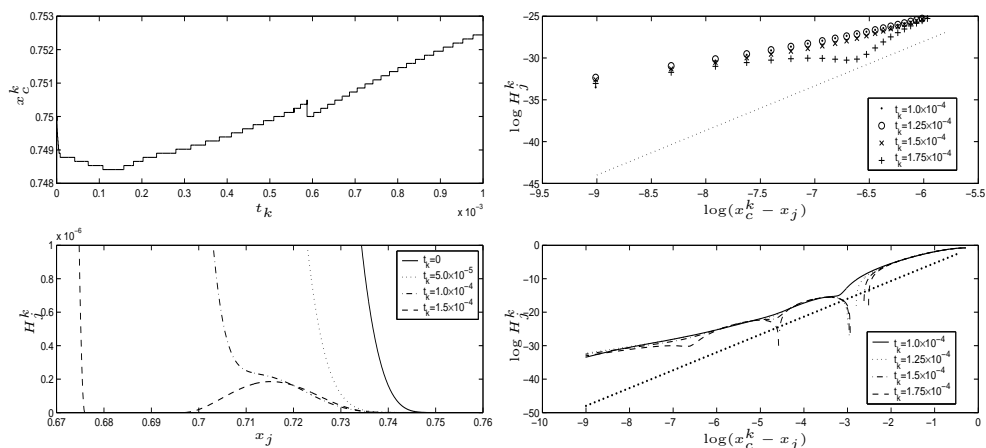 0.753
0.752
0.751
0.75
0.749
0.748
x_c^k
0 0.1 0.2 0.3 0.4 0.5 0.6 0.7 0.8 0.9 1
t_k
x 10^-3
-25
-30
-35
-40
-45
log H_j^k
t_k=1.0×10^-4
t_k=1.25×10^-4
t_k=1.5×10^-4
t_k=1.75×10^-4
-9.5 -9 -8.5 -8 -7.5 -7 -6.5 -6 -5.5
log(x_c^k - x_j)
x 10^-6
1
0.8
0.6
0.4
0.2
0
H_j^k
t_k=0
t_k=5.0×10^-5
t_k=1.0×10^-4
t_k=1.5×10^-4
0.67 0.68 0.69 0.7 0.71 0.72 0.73 0.74 0.75 0.76
x_j
0
-10
-20
-30
-40
-50
log H_j^k
t_k=1.0×10^-4
t_k=1.25×10^-4
t_k=1.5×10^-4
t_k=1.75×10^-4
-10 -9 -8 -7 -6 -5 -4 -3 -2 -1 0
log(x_c^k - x_j)